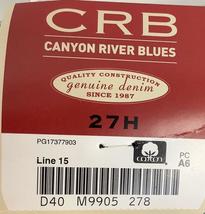 CRB
CANYON RIVER BLUES
QUALITY CONSTRUCTION
genuine denim
SINCE 1987
27H
PG17377903
Line 15
COTTON
PC
A6
D40 M9905 278